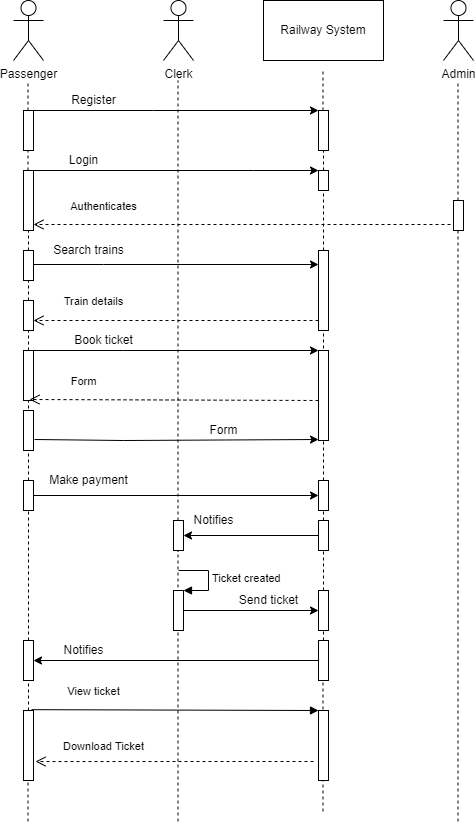 Railway System
Passenger
Clerk
Admin
Register
Login
Authenticates
Search trains
Train details
Book ticket
Form
Form
Make payment
Notifies
Ticket created
Send ticket
Notifies
View ticket
Download Ticket